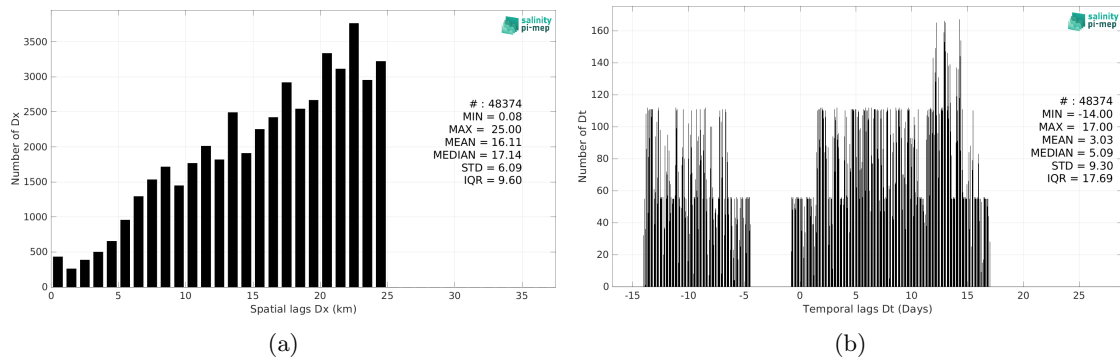 salinity
pi-mep
3500
3000
2500
2000
1500
1000
500
0
Number of Dx
# : 48374
MIN = 0.08
MAX = 25.00
MEAN = 16.11
MEDIAN = 17.14
STD = 6.09
IQR = 9.60
0 5 10 15 20 25 30 35
Spatial lags Dx (km)
(a)
salinity
pi-mep
160
140
120
100
80
60
40
20
0
Number of Dt
# : 48374
MIN = -14.00
MAX = 17.00
MEAN = 3.03
MEDIAN = 5.09
STD = 9.30
IQR = 17.69
-15 -10 -5 0 5 10 15 20 25
Temporal lags Dt (Days)
(b)